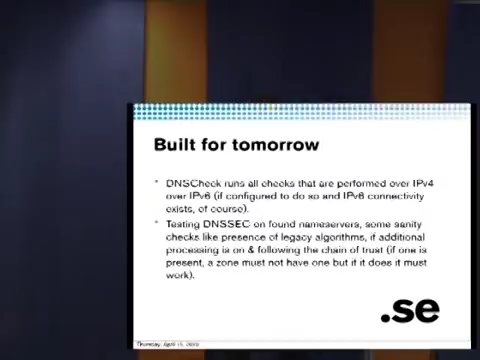 Built for tomorrow
* DNSCheck runs all checks that are performed over IPv4
over IPv6 (if configured to do so and IPv6 connectivity
exists, of course).
* Testing DNSSEC on found nameservers, some sanity
checks like presence of legacy algorithms, if additional
processing is on & following the chain of trust (if one is
present, a zone must not have one but if it does it must
work).
.se
Thursday, April 15,